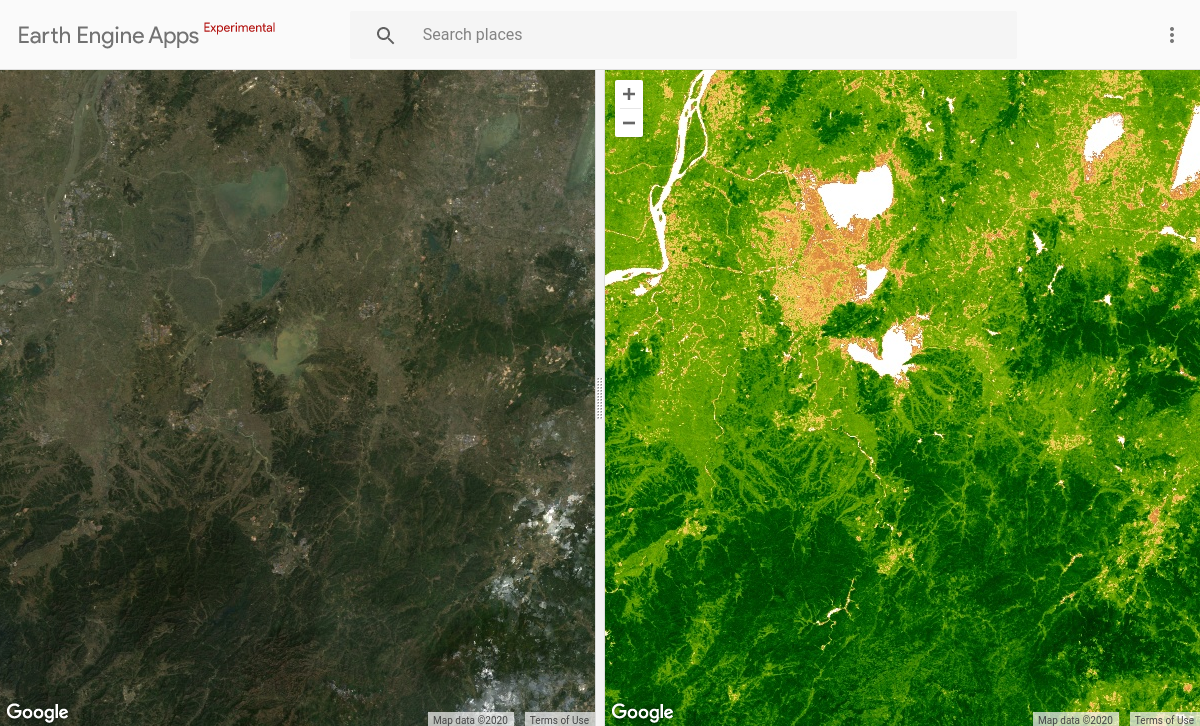 Earth Engine Apps Experimental
Search places
+
−
Google
Map data ©2020
Terms of Use
Google
Map data ©2020
Terms of Use